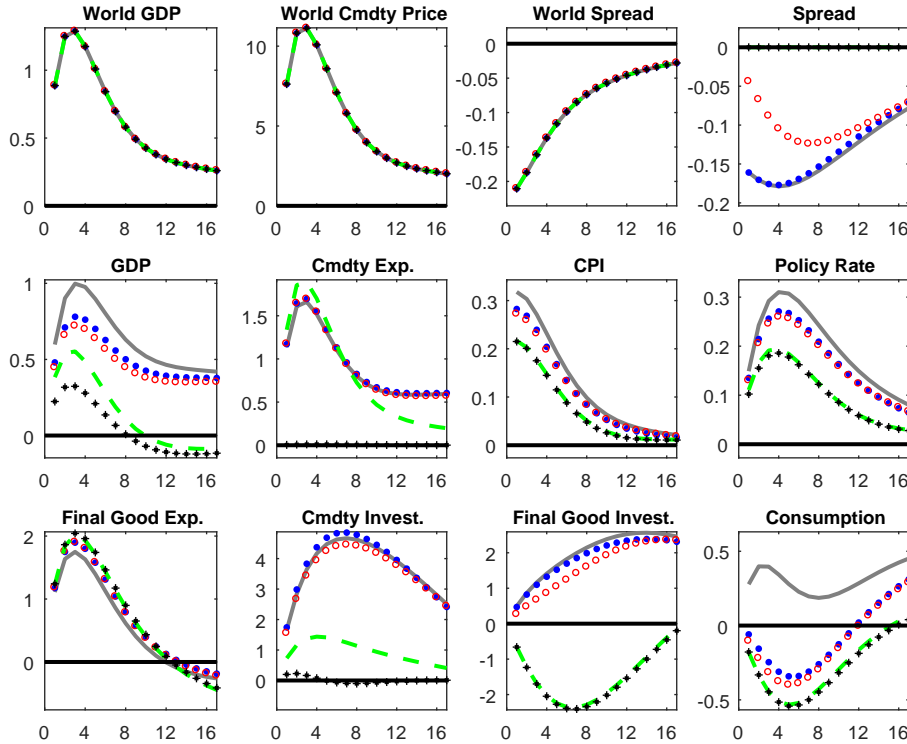 World GDP World Cmdty Price World Spread Spread
1 10 0 0
-0.05 -0.05
0.5 5 -0.1 -0.1
-0.15 -0.15
0 0 -0.2 -0.2
0 4 8 12 16 0 4 8 12 16 0 4 8 12 16 0 4 8 12 16
GDP Cmdty Exp. CPI Policy Rate
1 1.5 0.3 0.3
0.5 1 0.2 0.2
0.5 0.1 0.1
0 0 0 0
0 4 8 12 16 0 4 8 12 16 0 4 8 12 16 0 4 8 12 16
Final Good Exp. Cmdty Invest. Final Good Invest. Consumption
2 4 2 0.5
1 3 1
2 0 0
0 1 -1
0 -2 -0.5
0 4 8 12 16 0 4 8 12 16 0 4 8 12 16 0 4 8 12 16